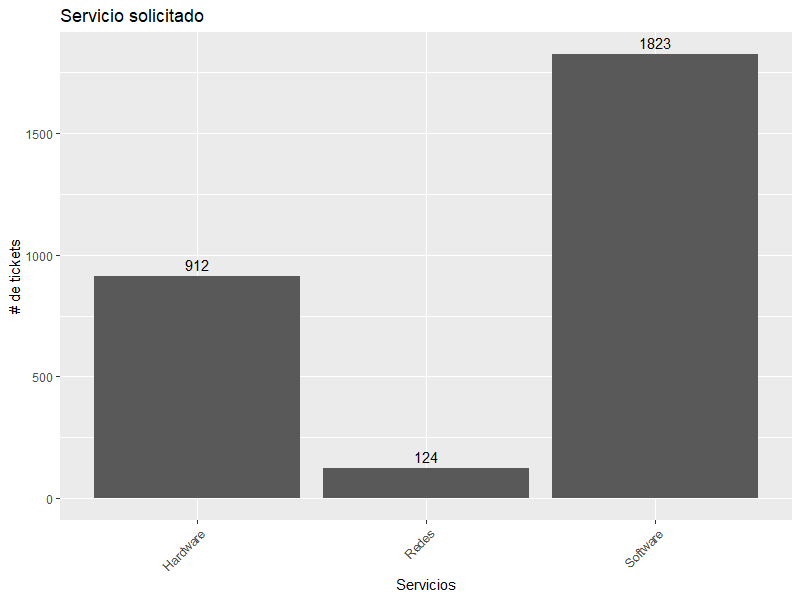 Servicio solicitado
1823
1500
# de tickets
1000
912
500
124
0
Hardware
Redes
Software
Servicios